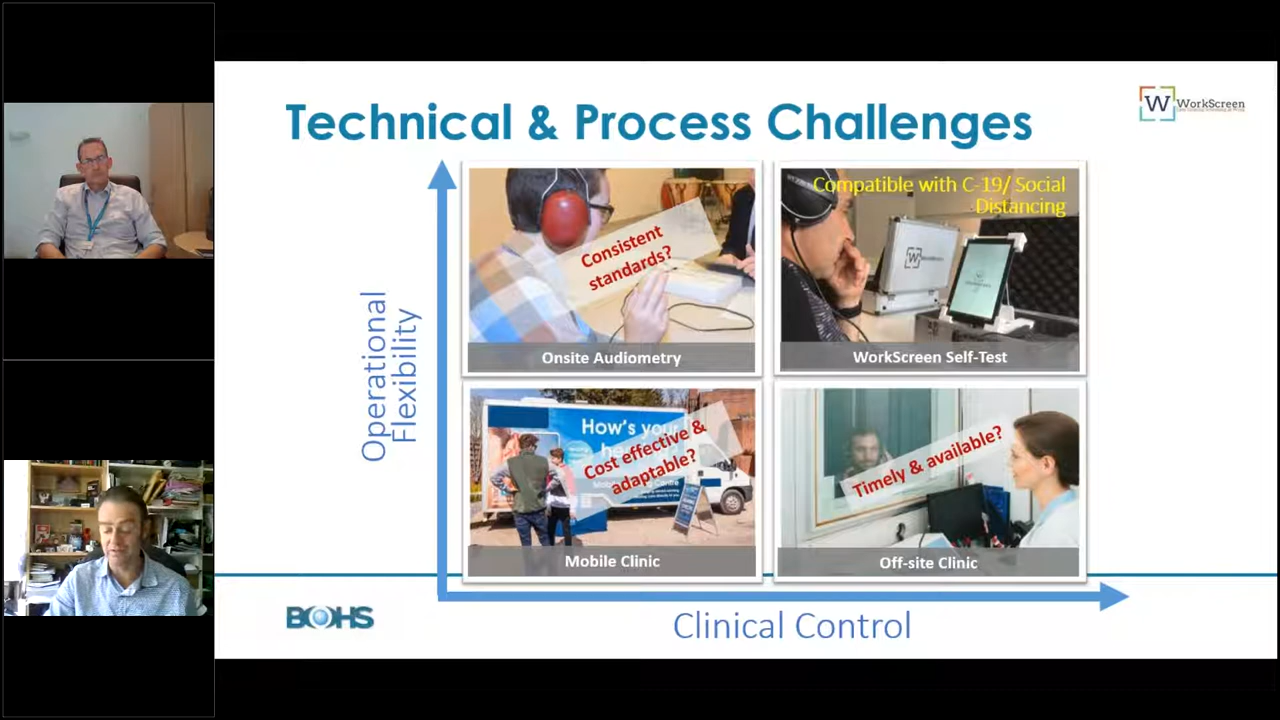 Technical & Process Challenges
W WorkScreen
Operational
Flexibility
Consistent
standards?
Onsite Audiometry
Compatible with C-19/ Social
Distancing
W
WorkScreen Self-Test
How's your
Cost effective &
adaptable?
Mobile Clinic
Timely & available?
Off-site Clinic
BOHS
Clinical Control